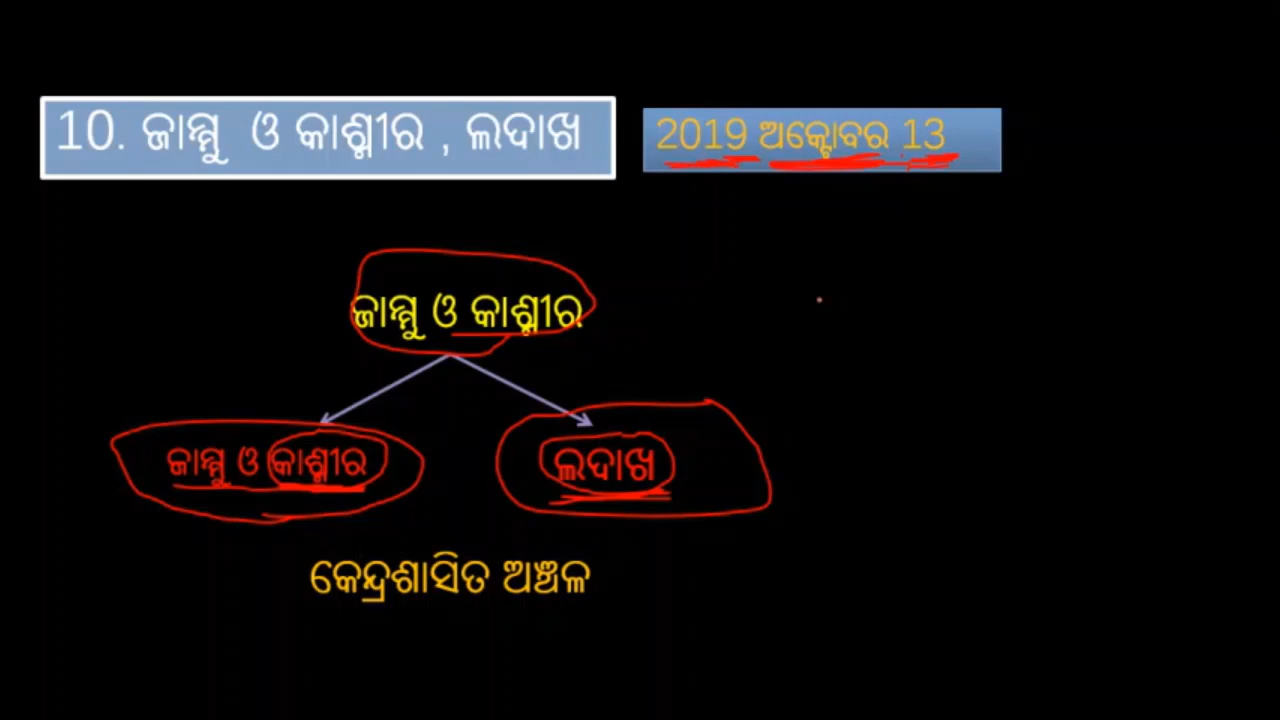 10. ଜାମ୍ମୁ ଓ କାଶ୍ମୀର , ଲଦାଖ
2019 ଅକ୍ଟୋବର 13
ଜାମ୍ମୁ ଓ କାଶ୍ମୀର
ଜାମ୍ମୁ ଓ କାଶ୍ମୀର
ଲଦାଖ
କେନ୍ଦ୍ରଶାସିତ ଅଞ୍ଚଳ